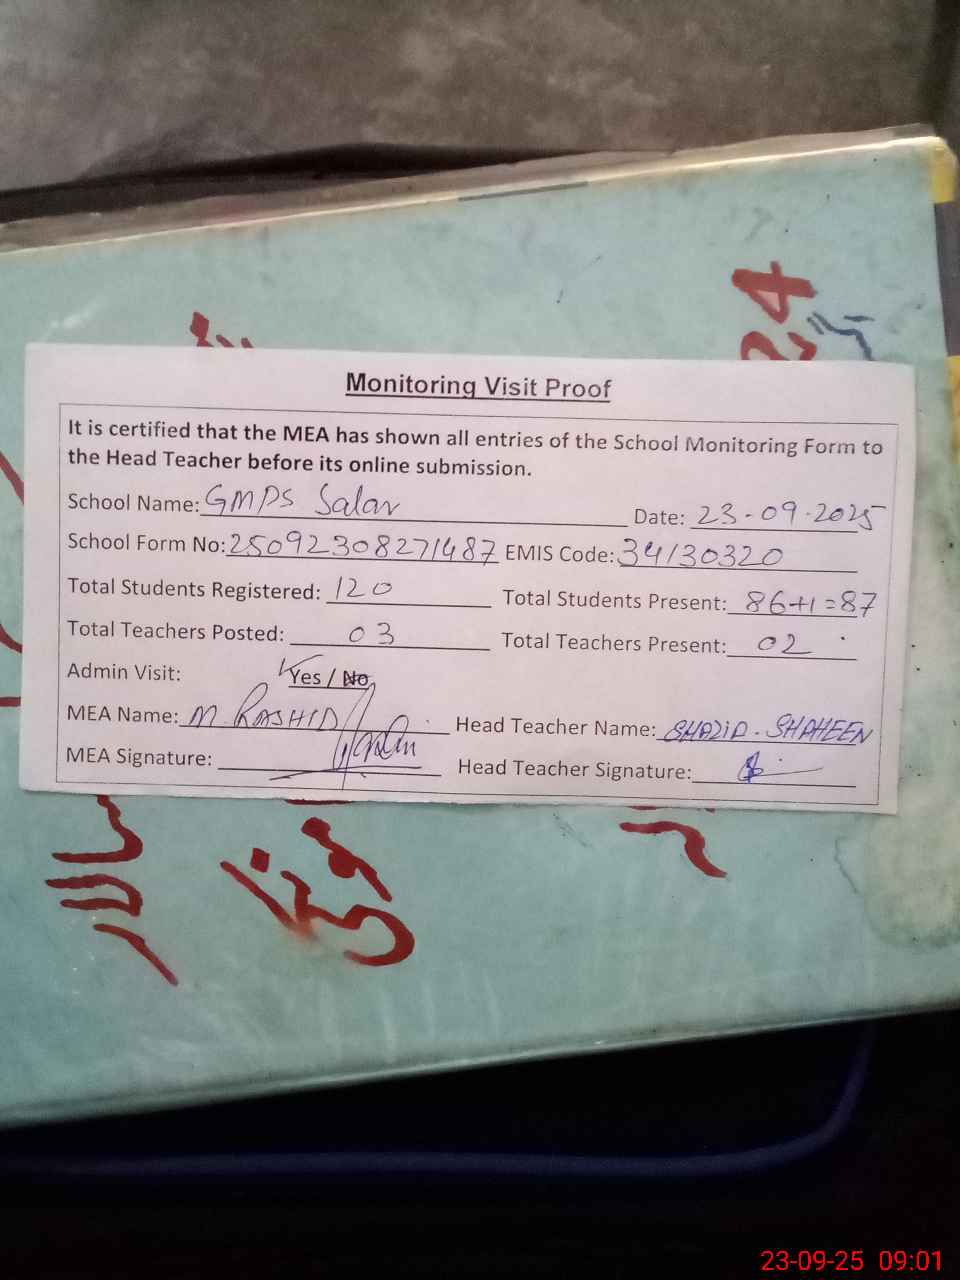 Monitoring Visit Proof
It is certified that the MEA has shown all entries of the School Monitoring Form to
the Head Teacher before its online submission.
School Name: GMPS Salar Date: 23-09-2025
School Form No: 25092308271487 EMIS Code: 34130320
Total Students Registered: 120 Total Students Present: 86+1=87
Total Teachers Posted: 03 Total Teachers Present: 02
Admin Visit: Yes / No
MEA Name: M. RASHID Head Teacher Name: SHAZIA. SHAHEEN
MEA Signature: Head Teacher Signature:
23-09-25 09:01